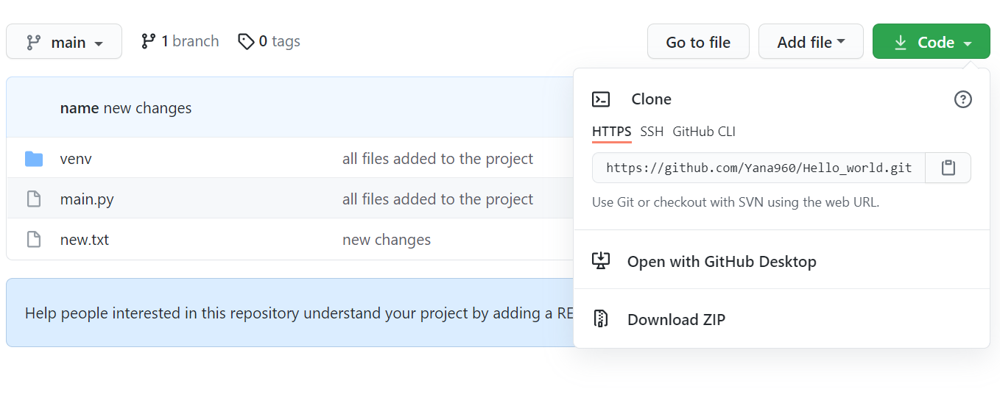 main 1 branch 0 tags Go to file Add file Code
name new changes
Clone
HTTPS SSH GitHub CLI
https://github.com/Yana960/Hello_world.git
Use Git or checkout with SVN using the web URL.
Open with GitHub Desktop
Download ZIP
venv all files added to the project
main.py all files added to the project
new.txt new changes
Help people interested in this repository understand your project by adding a RE